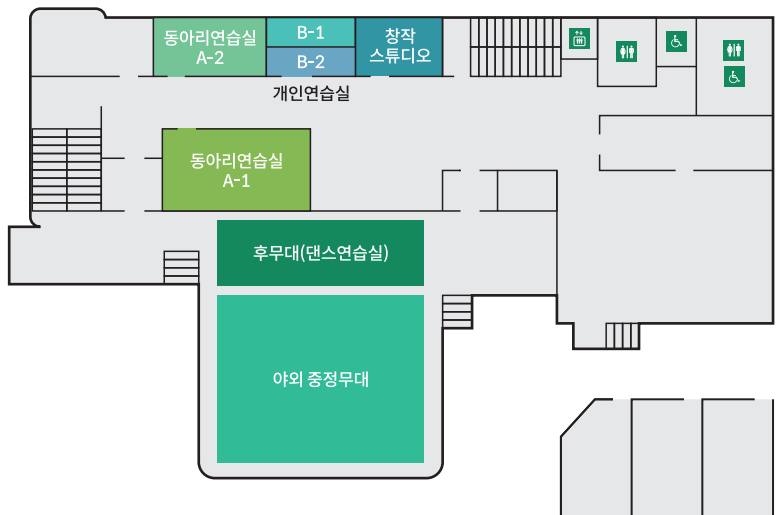 동아리연습실
A-2
B-1
B-2
창작
스튜디오
개인연습실
동아리연습실
A-1
후무대(댄스연습실)
야외 중정무대